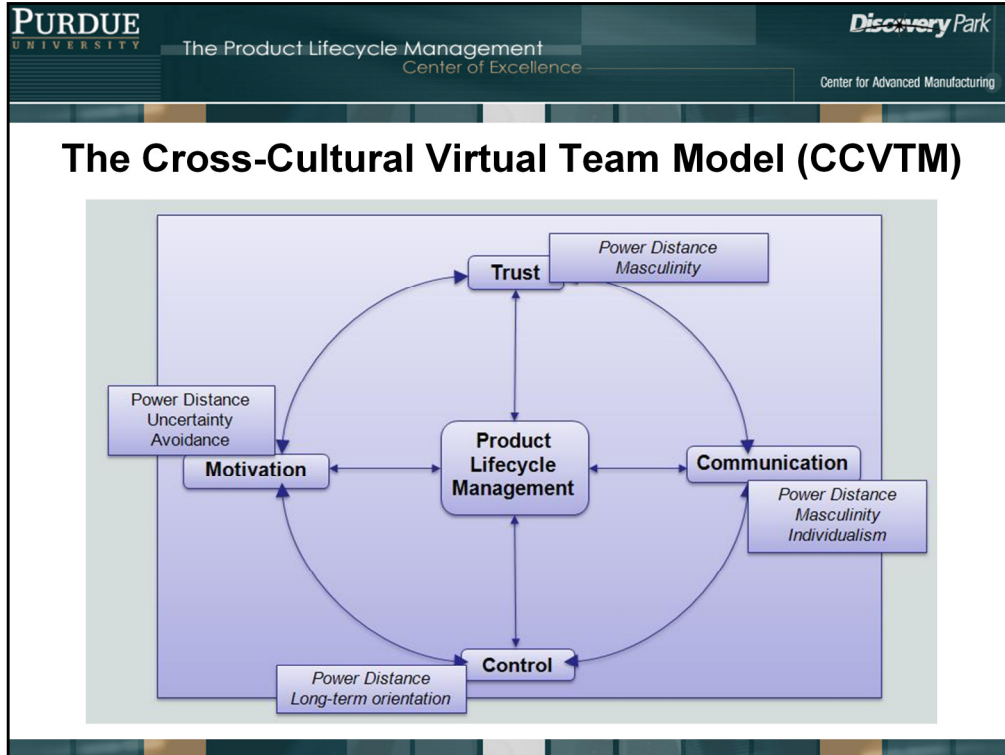 PURDUE
UNIVERSITY
Discovery Park
The Product Lifecycle Management
Center of Excellence
Center for Advanced Manufacturing
The Cross-Cultural Virtual Team Model (CCVTM)
Trust
Power Distance
Masculinity
Power Distance
Uncertainty
Avoidance
Motivation
Product
Lifecycle
Management
Communication
Power Distance
Masculinity
Individualism
Control
Power Distance
Long-term orientation